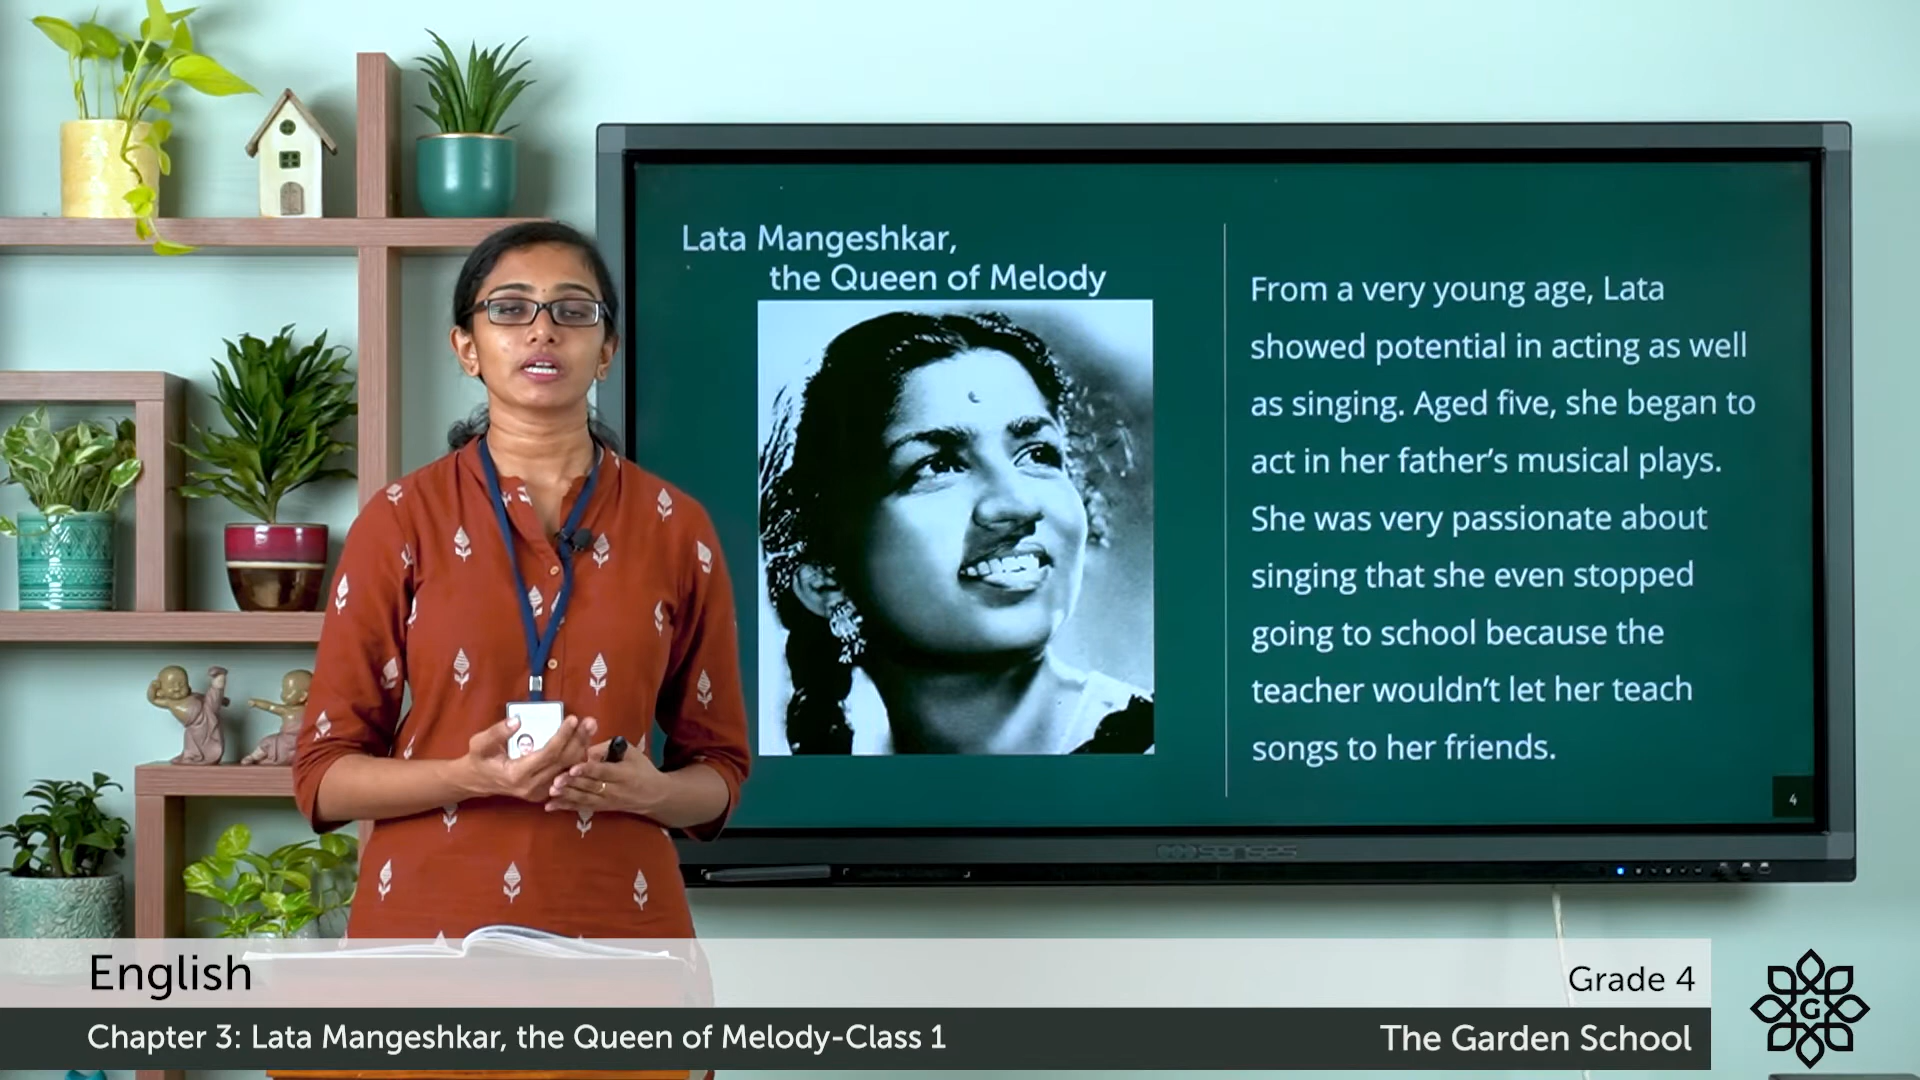 Lata Mangeshkar,
the Queen of Melody
From a very young age, Lata
showed potential in acting as well
as singing. Aged five, she began to
act in her father's musical plays.
She was very passionate about
singing that she even stopped
going to school because the
teacher wouldn't let her teach
songs to her friends.
4
senses
English
Grade 4
Chapter 3: Lata Mangeshkar, the Queen of Melody-Class 1
The Garden School
G